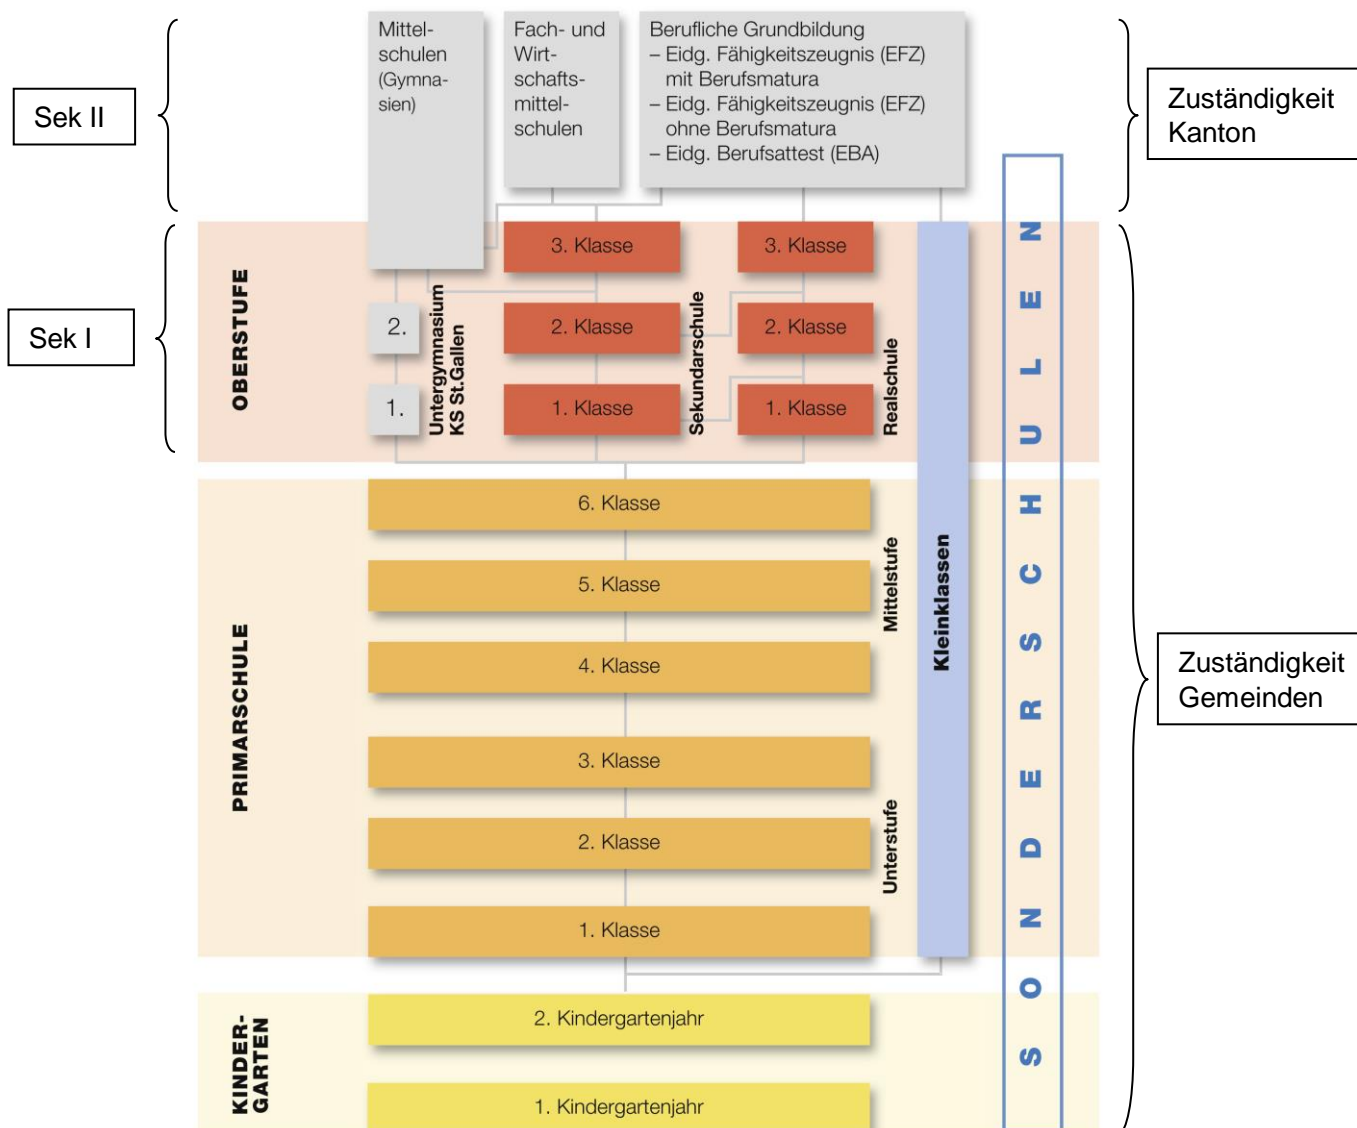 Mittel-
schulen
(Gymna-
sien)
Fach- und
Wirt-
schafts-
mittel-
schulen
Berufliche Grundbildung
– Eidg. Fähigkeitszeugnis (EFZ)
mit Berufsmatura
– Eidg. Fähigkeitszeugnis (EFZ)
ohne Berufsmatura
– Eidg. Berufsattest (EBA)
Sek II
Zuständigkeit
Kanton
Sek I
OBERSTUFE
2.
1.
Untergymnasium
KS St.Gallen
3. Klasse
2. Klasse
1. Klasse
Sekundarschule
3. Klasse
2. Klasse
1. Klasse
Realschule
PRIMARSCHULE
6. Klasse
5. Klasse
4. Klasse
Mittelstufe
3. Klasse
2. Klasse
1. Klasse
Unterstufe
Kleinklassen
SONDERSCHULEN
Zuständigkeit
Gemeinden
KINDER-
GARTEN
2. Kindergartenjahr
1. Kindergartenjahr